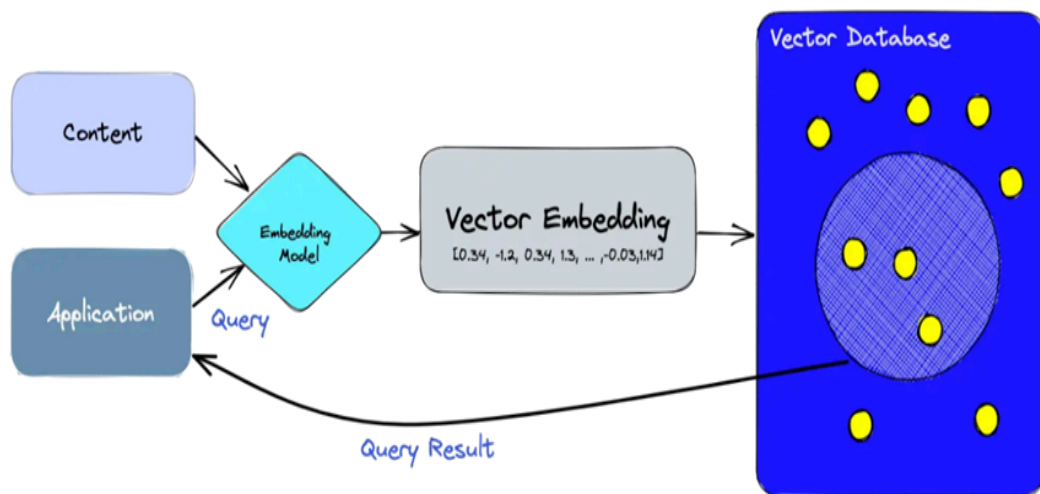 Vector Database
Content
Embedding
Model
Vector Embedding
[0.34, -1.2, 0.34, 1.3, ... ,-0.03,1.14]
Application
Query
Query Result